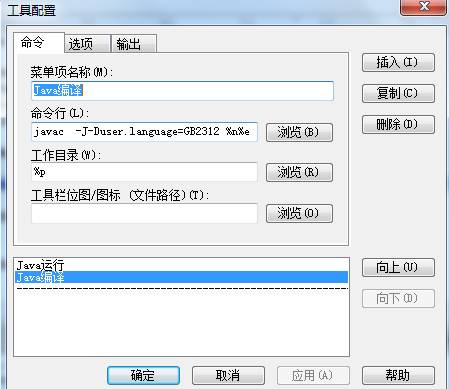 工具配置
命令 选项 输出
菜单项名称(M):
Java编译
命令行(L):
javac  -J-Duser.language=GB2312 %n%e
浏览(B)
工作目录(W):
%p
浏览(R)
工具栏位图/图标 (文件路径)(T):
浏览(O)
插入(I)
复制(C)
删除(D)
Java运行
Java编译
向上(U)
向下(D)
确定 取消 应用(A) 帮助